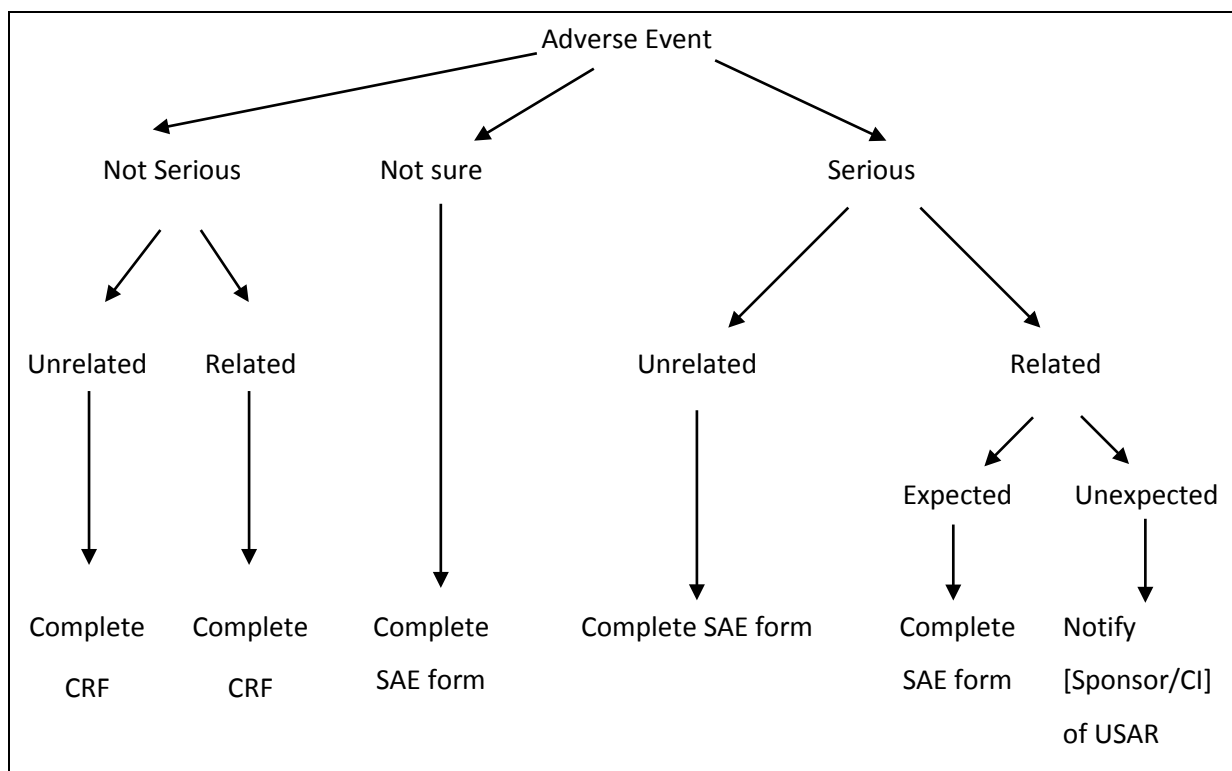 Adverse Event
Not Serious
Not sure
Serious
Unrelated
Related
Unrelated
Related
Expected
Unexpected
Complete
CRF
Complete
CRF
Complete
SAE form
Complete SAE form
Complete
SAE form
Notify
[Sponsor/CI]
of USAR